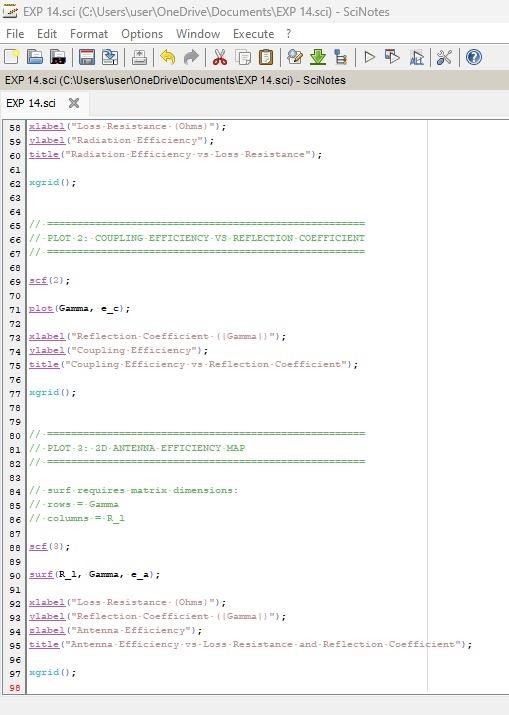 EXP 14.sci (C:\Users\user\OneDrive\Documents\EXP 14.sci) - SciNotes
File Edit Format Options Window Execute ?
EXP 14.sci (C:\Users\user\OneDrive\Documents\EXP 14.sci) - SciNotes
EXP 14.sci
58 xlabel("Loss Resistance (Ohms)");
59 ylabel("Radiation Efficiency");
60 title("Radiation Efficiency vs Loss Resistance");
61
62 xgrid();
63
64
65 // =====================================================
66 // PLOT 2: COUPLING EFFICIENCY VS REFLECTION COEFFICIENT
67 // =====================================================
68
69 scf(2);
70
71 plot(Gamma, e_c);
72
73 xlabel("Reflection Coefficient (|Gamma|)");
74 ylabel("Coupling Efficiency");
75 title("Coupling Efficiency vs Reflection Coefficient");
76
77 xgrid();
78
79
80 // =====================================================
81 // PLOT 3: 2D ANTENNA EFFICIENCY MAP
82 // =====================================================
83
84 // surf requires matrix dimensions:
85 // rows = Gamma
86 // columns = R_l
87
88 scf(3);
89
90 surf(R_l, Gamma, e_a);
91
92 xlabel("Loss Resistance (Ohms)");
93 ylabel("Reflection Coefficient (|Gamma|)");
94 zlabel("Antenna Efficiency");
95 title("Antenna Efficiency vs Loss Resistance and Reflection Coefficient");
96
97 xgrid();
98